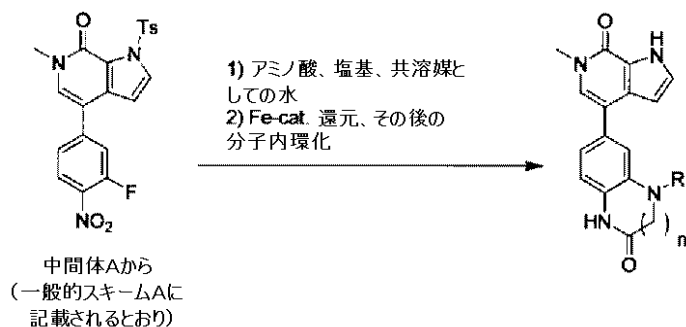 O
Ts
N
N
F
NO2
中間体Aから
(一般的スキームAに
記載されるとおり)
1) アミノ酸、塩基、共溶媒と
しての水
2) Fe-cat. 還元、その後の
分子内環化
O
H
N
N
N
R
HN
n
O